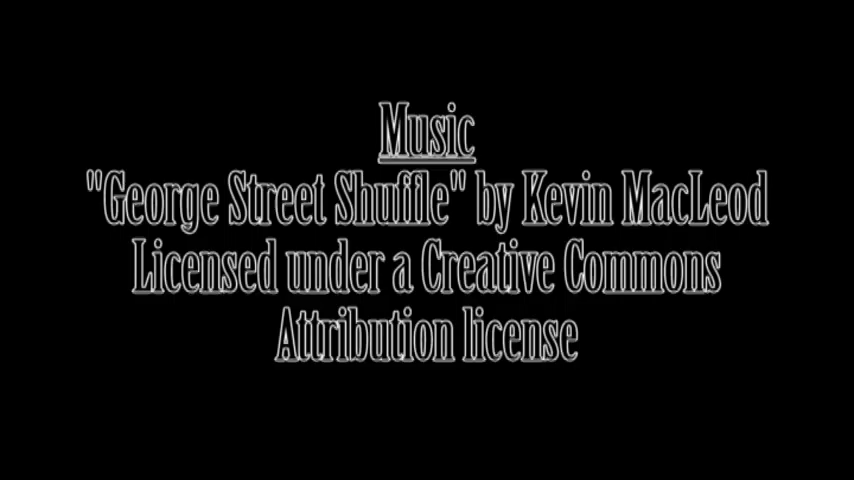 Music
"George Street Shuffle" by Kevin MacLeod
Licensed under a Creative Commons
Attribution license